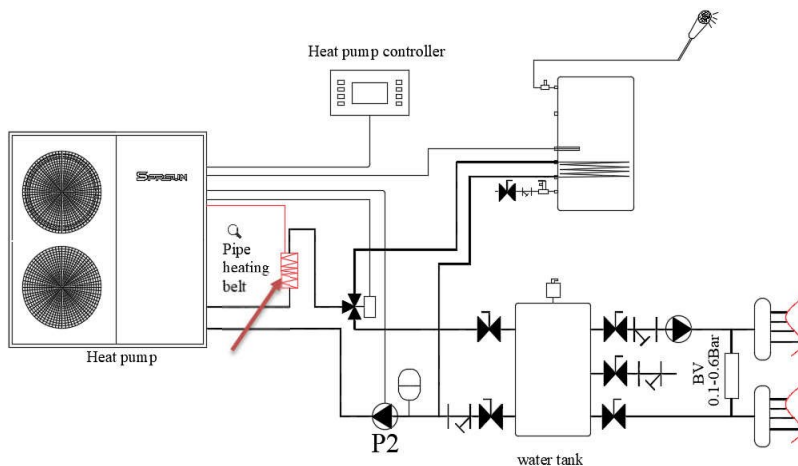 Heat pump controller
SPRSUN
Pipe
heating
belt
Heat pump
BV
0.1-0.6Bar
P2
water tank